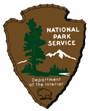 NATIONAL
PARK
SERVICE
Department
of the Interior